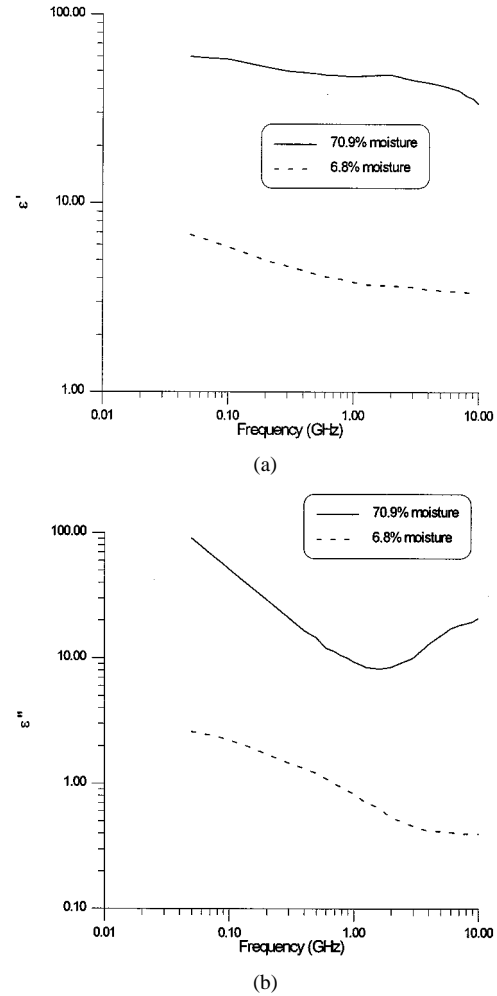 100.00
70.9% moisture
6.8% moisture
10.00
ε'
1.00
0.01
0.10
1.00
10.00
Frequency (GHz)
(a)
70.9% moisture
6.8% moisture
100.00
10.00
ε"
1.00
0.10
0.01
0.10
1.00
10.00
Frequency (GHz)
(b)